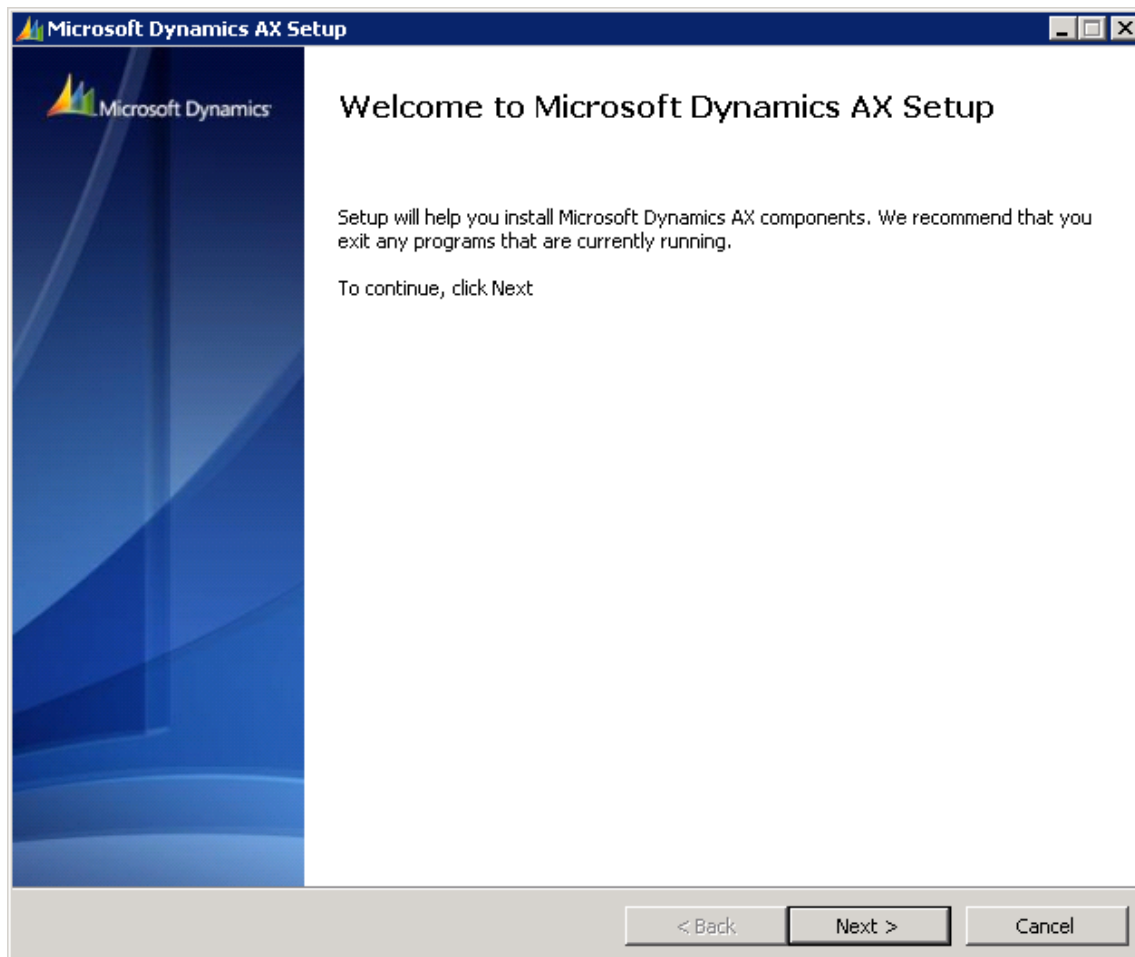 Microsoft Dynamics AX Setup
Microsoft Dynamics
Welcome to Microsoft Dynamics AX Setup
Setup will help you install Microsoft Dynamics AX components. We recommend that you
exit any programs that are currently running.
To continue, click Next
< Back
Next >
Cancel